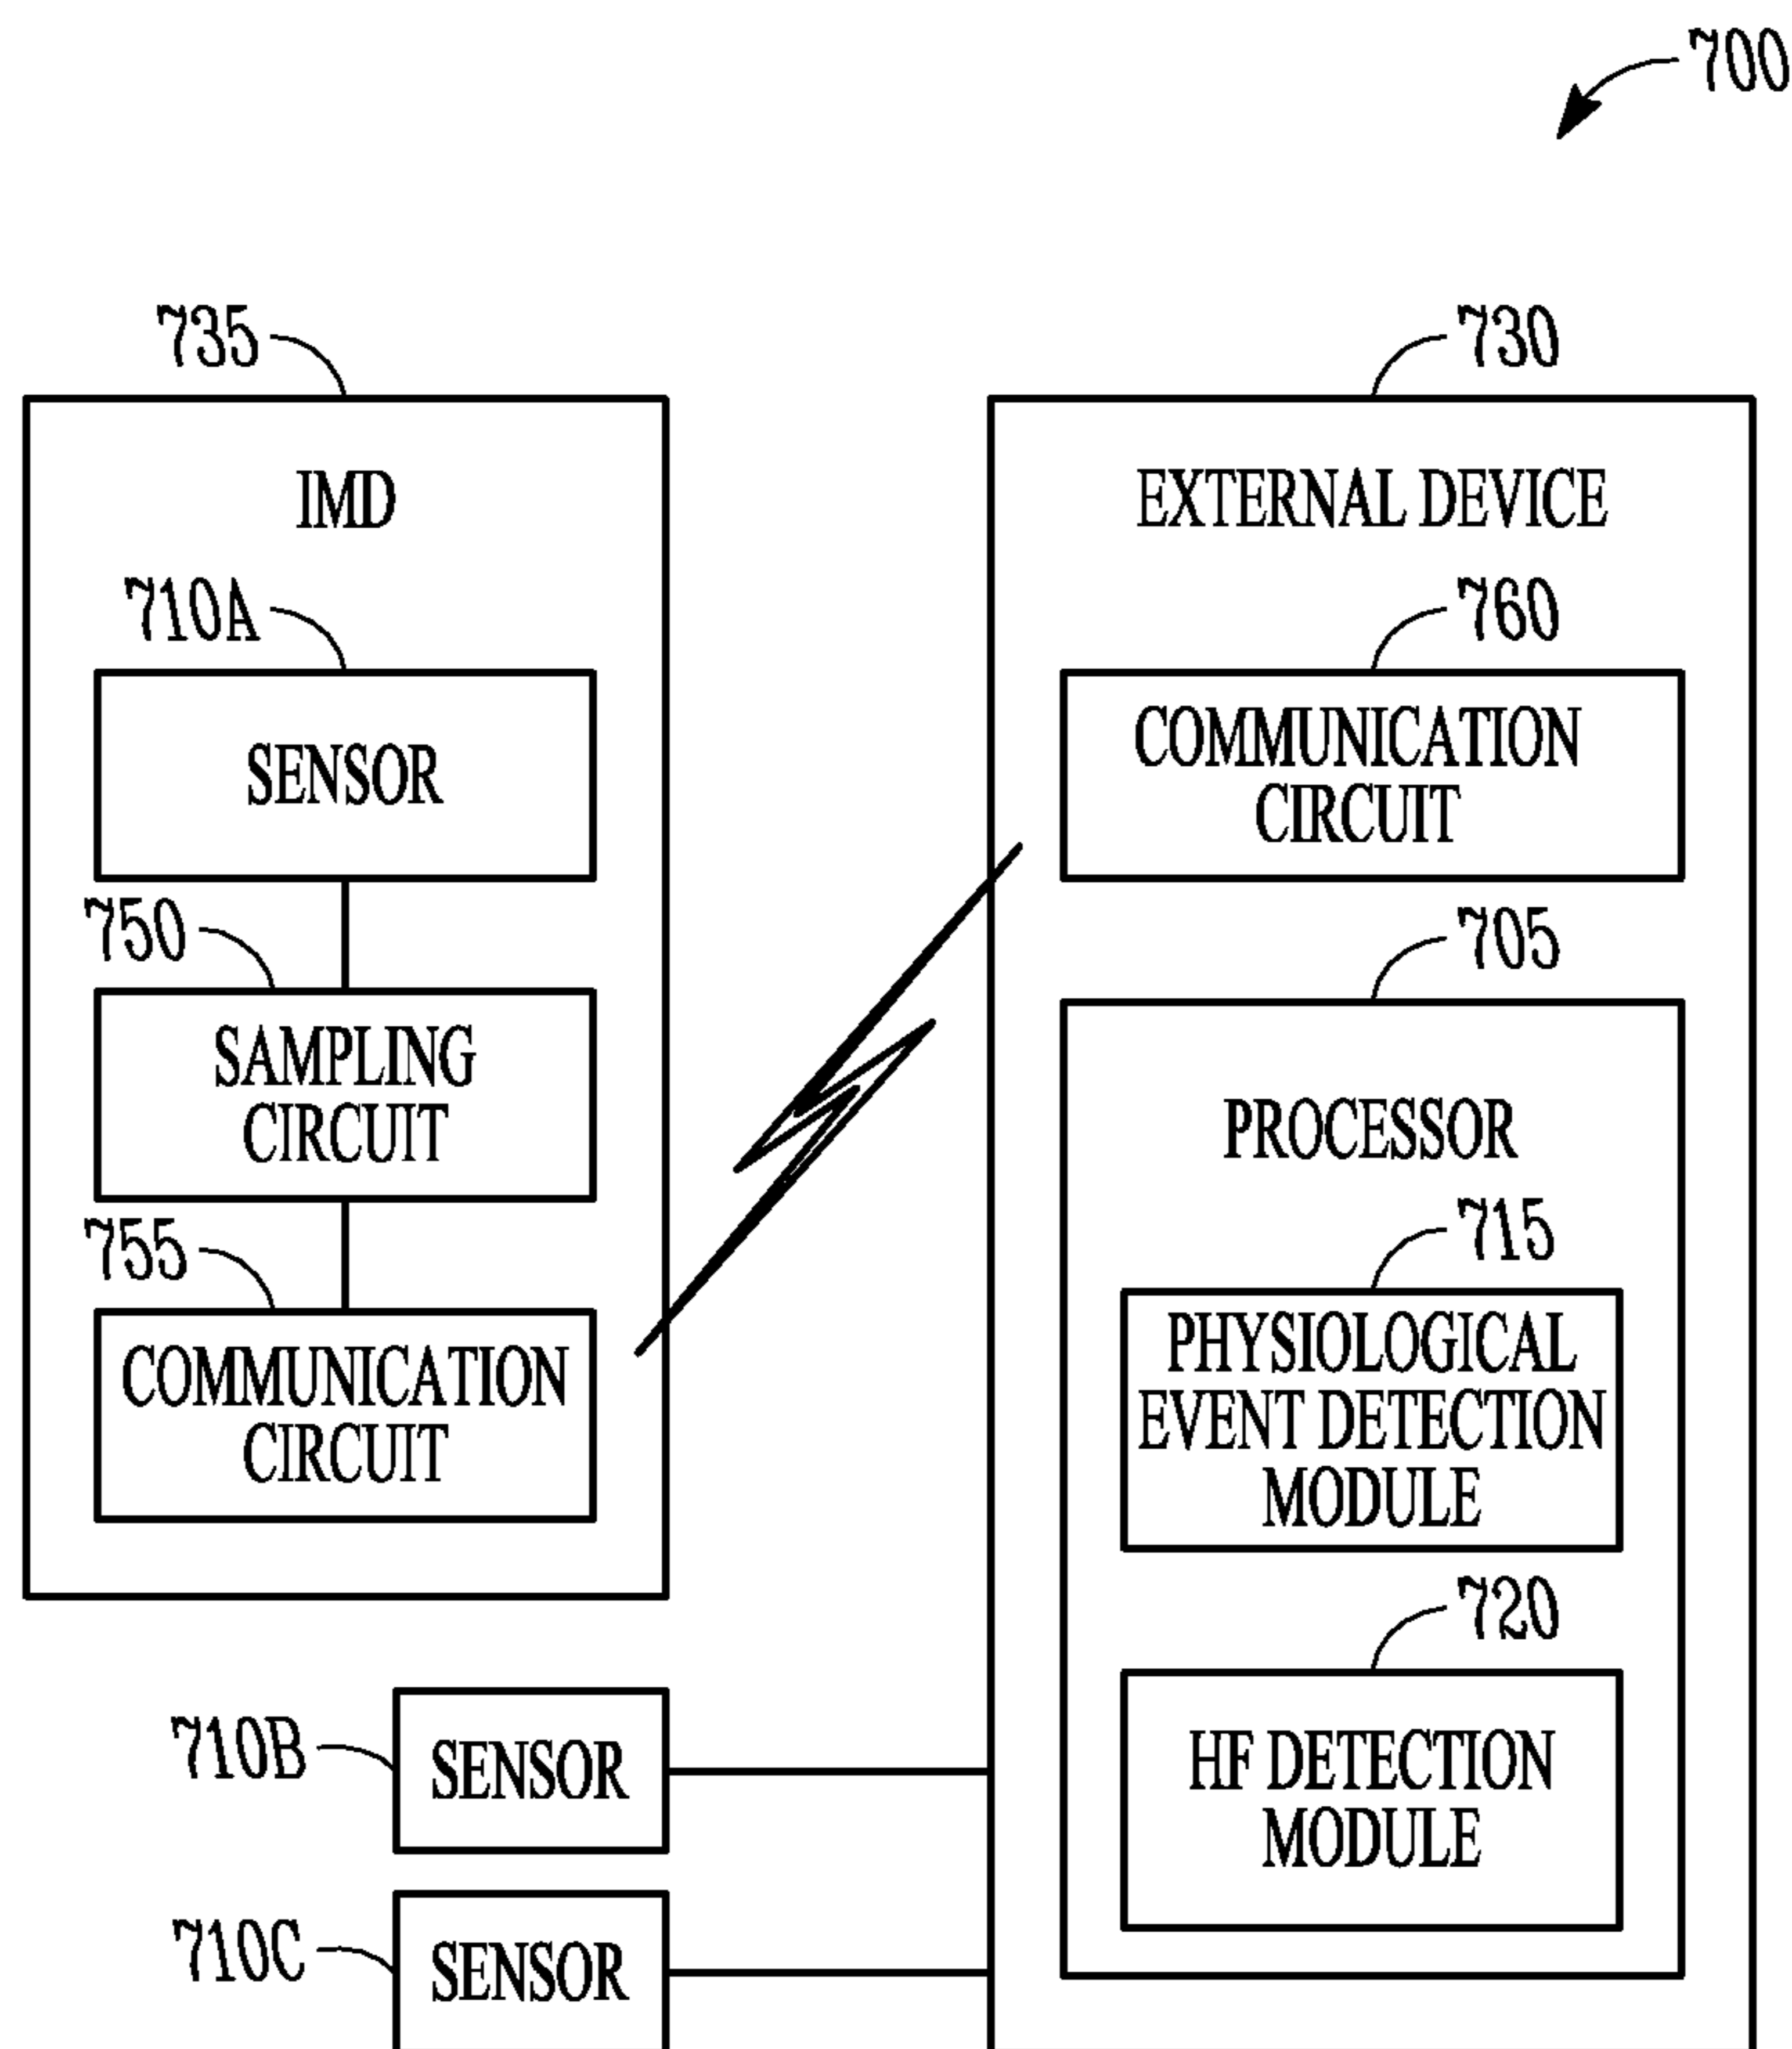 700
735
IMD
710A
SENSOR
750
SAMPLING
CIRCUIT
755
COMMUNICATION
CIRCUIT
730
EXTERNAL DEVICE
760
COMMUNICATION
CIRCUIT
705
PROCESSOR
715
PHYSIOLOGICAL
EVENT DETECTION
MODULE
720
HF DETECTION
MODULE
710B
SENSOR
710C
SENSOR